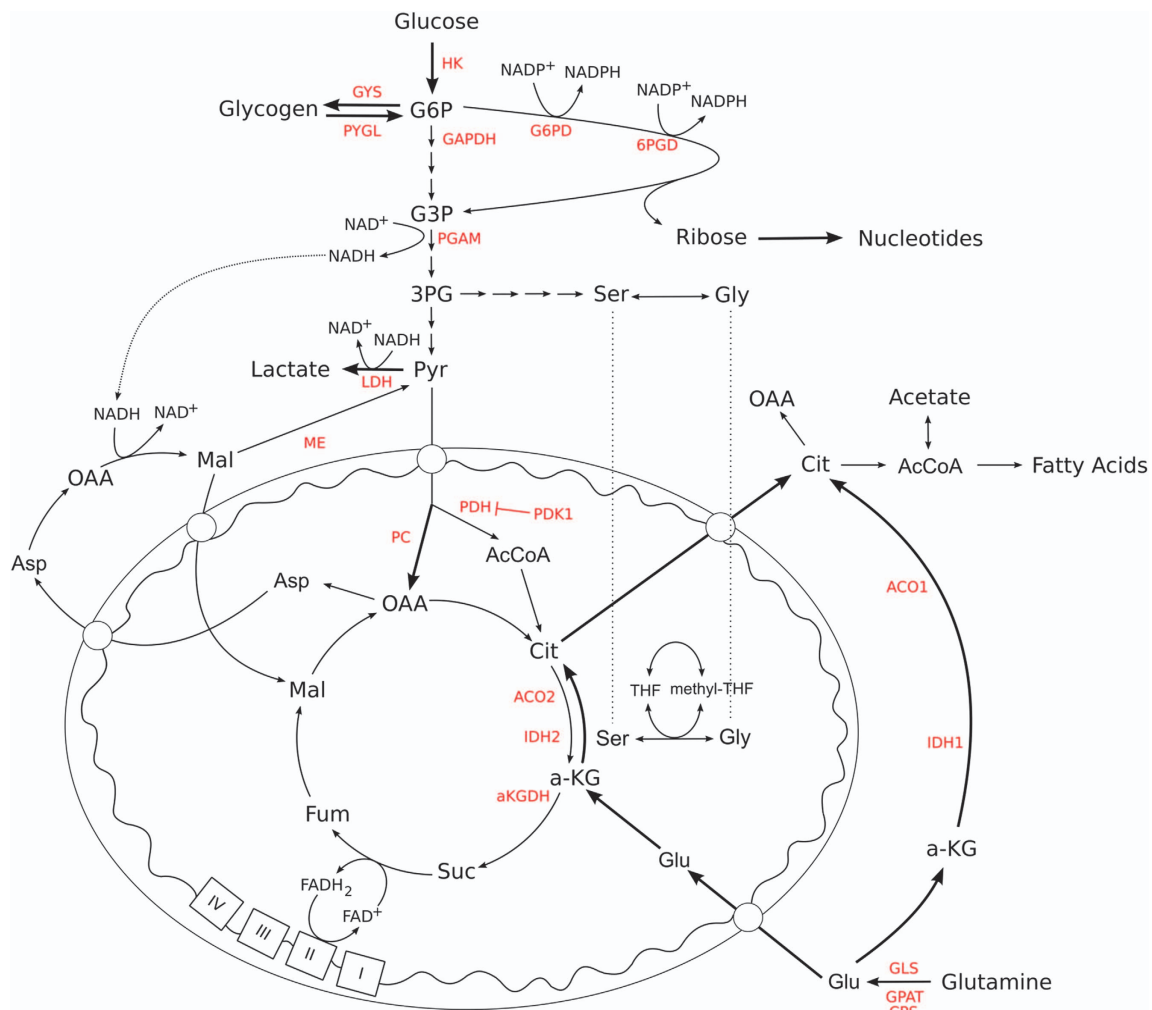 Glucose
HK
NADP+ NADPH
GYS
Glycogen
G6P
NADP+
NADPH
PYGL
GAPDH
G6PD
6PGD
G3P
NAD+
PGAM
NADH
Ribose
Nucleotides
3PG
Ser
Gly
NAD+
NADH
Lactate
Pyr
LDH
OAA
Acetate
NADH
NAD+
ME
Mal
OAA
Cit
AcCoA
Fatty Acids
PDH
PDK1
PC
AcCoA
Asp
Asp
OAA
ACO1
Cit
Mal
ACO2
THF
methyl-THF
IDH2
Ser
Gly
IDH1
a-KG
aKGDH
Fum
a-KG
Suc
Glu
FADH2
FAD+
IV
III
II
I
Glu
GLS
Glutamine
GPAT